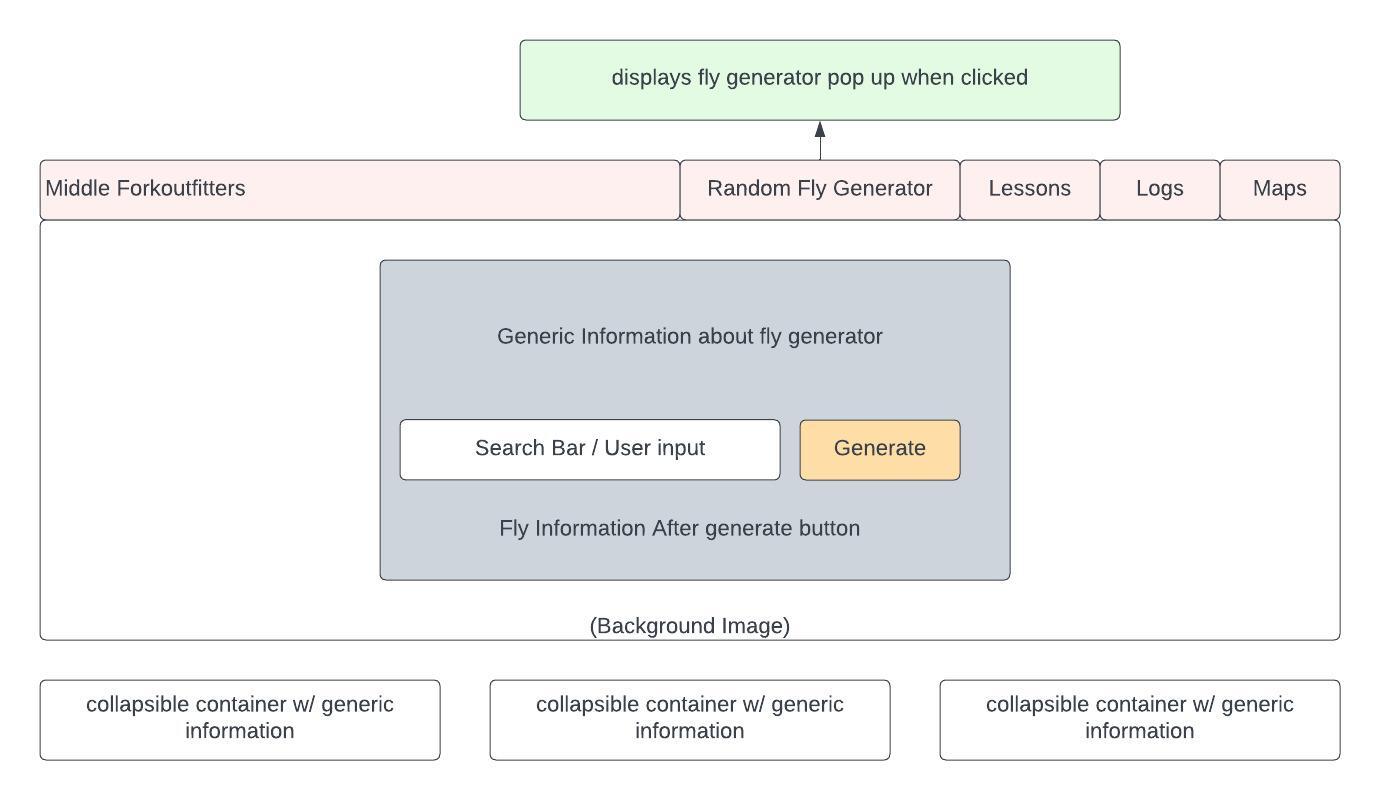 displays fly generator pop up when clicked
Middle Forkoutfitters
Random Fly Generator
Lessons
Logs
Maps
Generic Information about fly generator
Search Bar / User input
Generate
Fly Information After generate button
(Background Image)
collapsible container w/ generic
information
collapsible container w/ generic
information
collapsible container w/ generic
information